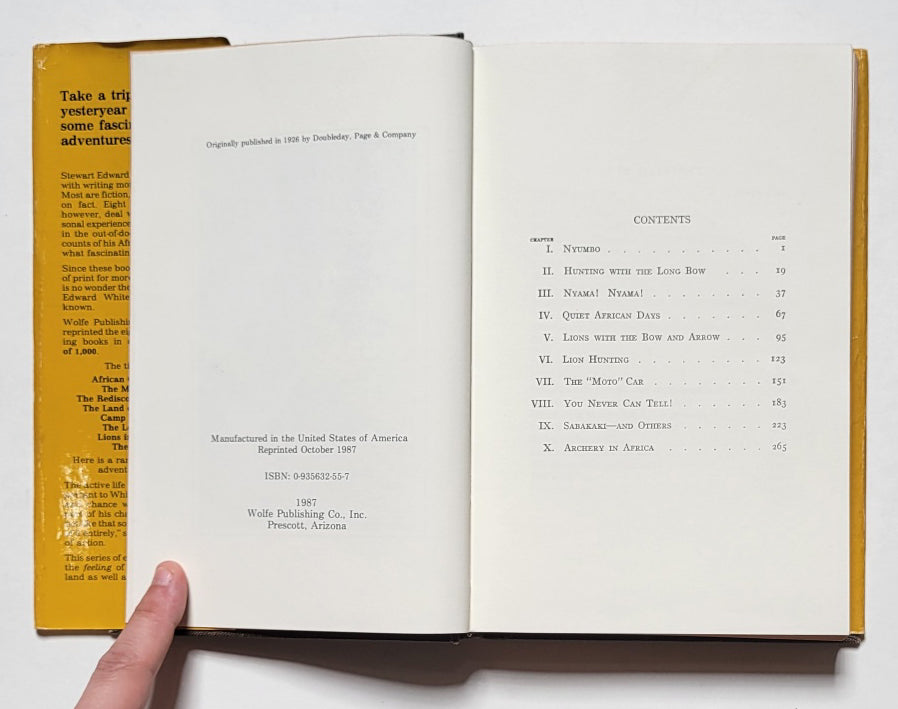 Take a trip
yesteryear
some fasci
adventures
Stewart Edward
with writing mo
Most are fiction,
on fact. Eight
however, deal
sonal experience
in the out-of-do
counts of his Afr
what fascinatin
Since these boo
of print for mor
is no wonder the
Edward White
known.
Wolfe Publishi
reprinted the ei
ing books in
of 1,000.
The ti
African
The M
The Redisco
The Land
Camp
The L
Lions i
The
Here is a ra
advent
The active life
to Whi
chance w
of his ch
that so
entirely," s
of action.
This series of e
the feeling of
land as well a
Originally published in 1926 by Doubleday, Page & Company
Manufactured in the United States of America
Reprinted October 1987
ISBN: 0-935632-55-7
1987
Wolfe Publishing Co., Inc.
Prescott, Arizona
CONTENTS
CHAPTER PAGE
I. Nyumbo . . . . . . . . . . . 1
II. Hunting with the Long Bow . . . 19
III. Nyama! Nyama! . . . . . . . . 37
IV. Quiet African Days . . . . . . . 67
V. Lions with the Bow and Arrow . . . 95
VI. Lion Hunting . . . . . . . . . 123
VII. The "Moto" Car . . . . . . . . 151
VIII. You Never Can Tell! . . . . . . 183
IX. Sabakaki—and Others . . . . . . 223
X. Archery in Africa . . . . . . . 265